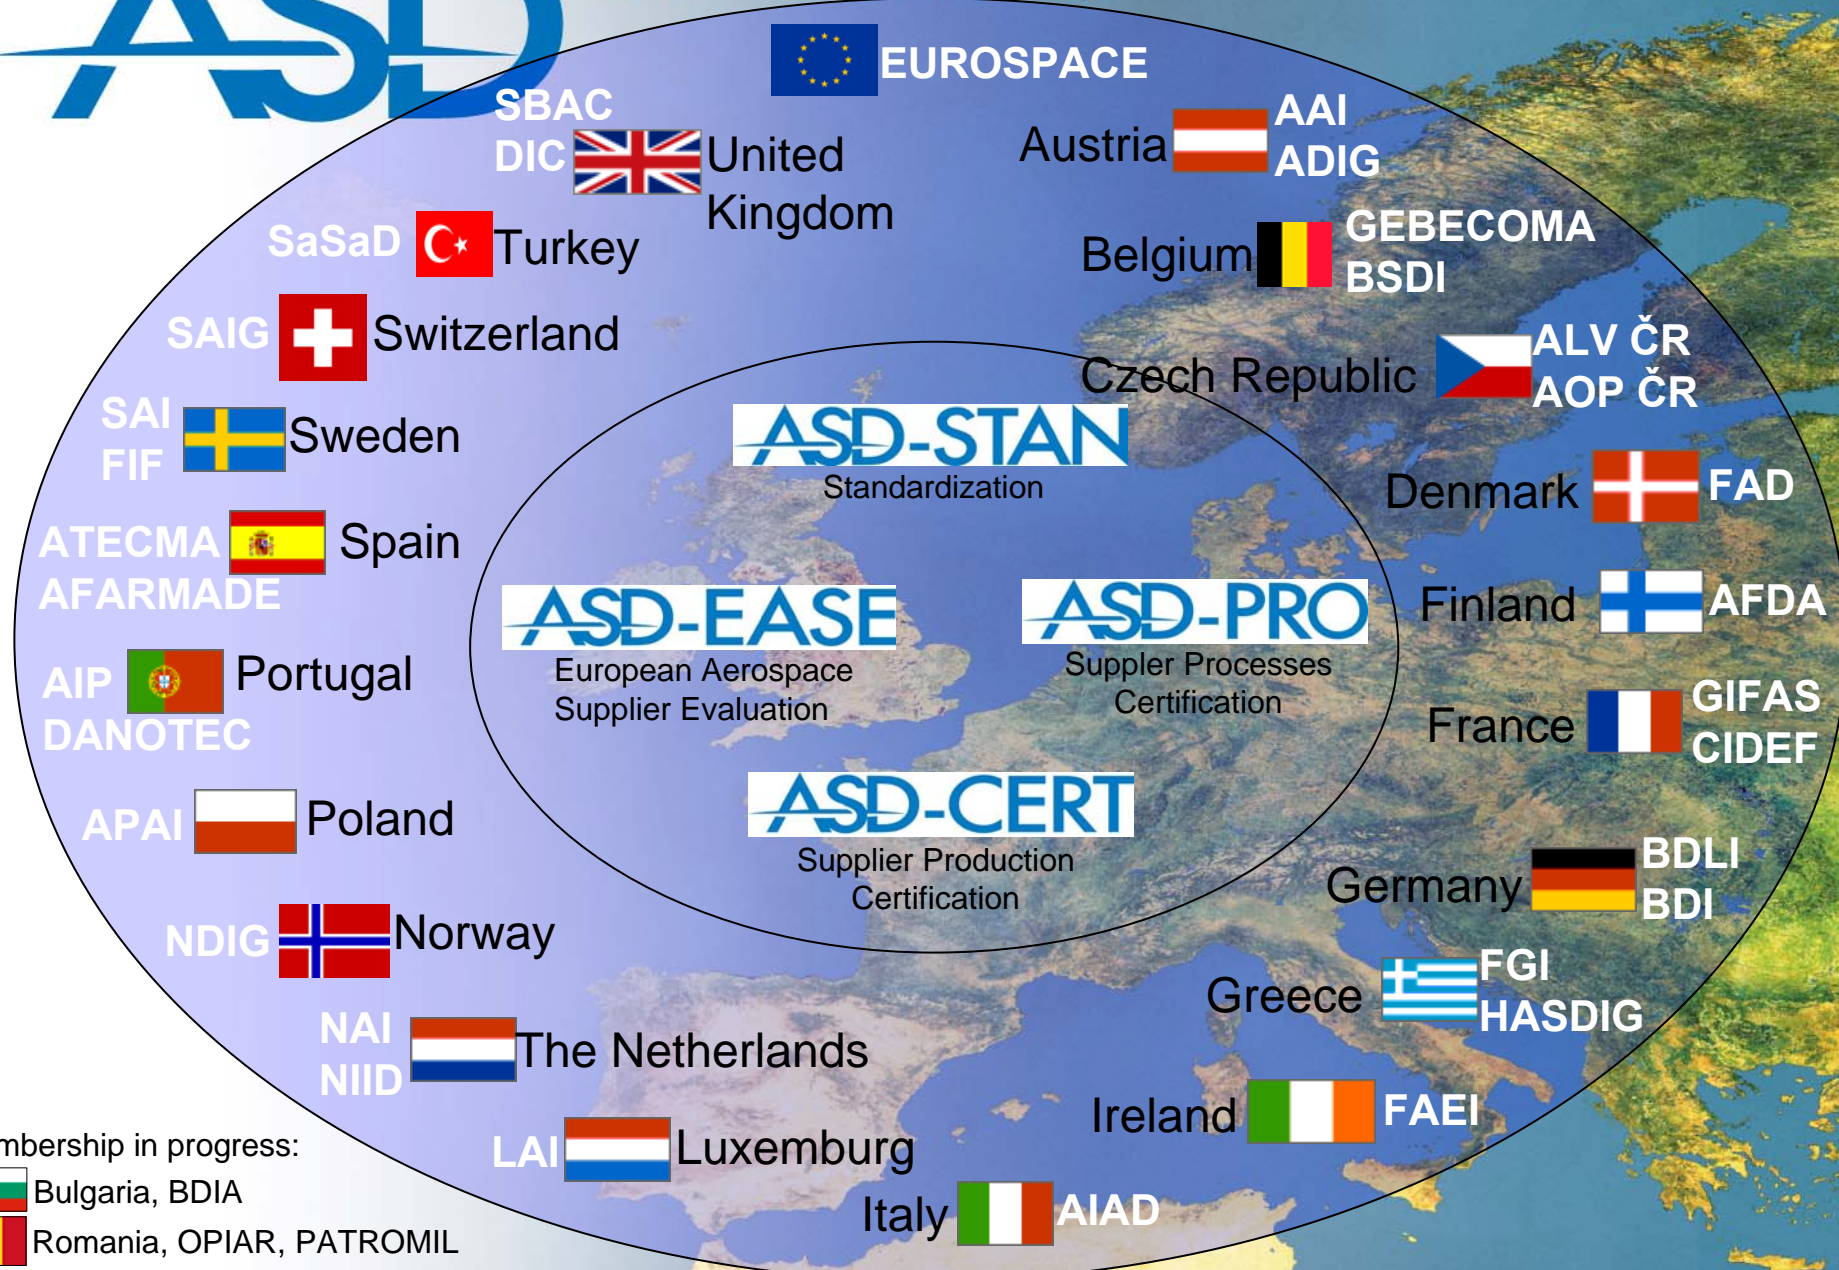 ASD
EUROSPACE
SBAC
DIC
United
Kingdom
Austria
AAI
ADIG
SaSaD
Turkey
Belgium
GEBECOMA
BSDI
SAIG
Switzerland
Czech Republic
ALV ČR
AOP ČR
SAI
FIF
Sweden
ASD-STAN
Standardization
Denmark
FAD
ATECMA
AFARMADE
Spain
ASD-EASE
European Aerospace
Supplier Evaluation
ASD-PRO
Suppler Processes
Certification
Finland
AFDA
AIP
DANOTEC
Portugal
France
GIFAS
CIDEF
APAI
Poland
ASD-CERT
Supplier Production
Certification
Germany
BDLI
BDI
NDIG
Norway
Greece
FGI
HASDIG
NAI
NIID
The Netherlands
Ireland
FAEI
LAI
Luxemburg
Italy
AIAD
mbership in progress:
Bulgaria, BDIA
Romania, OPIAR, PATROMIL